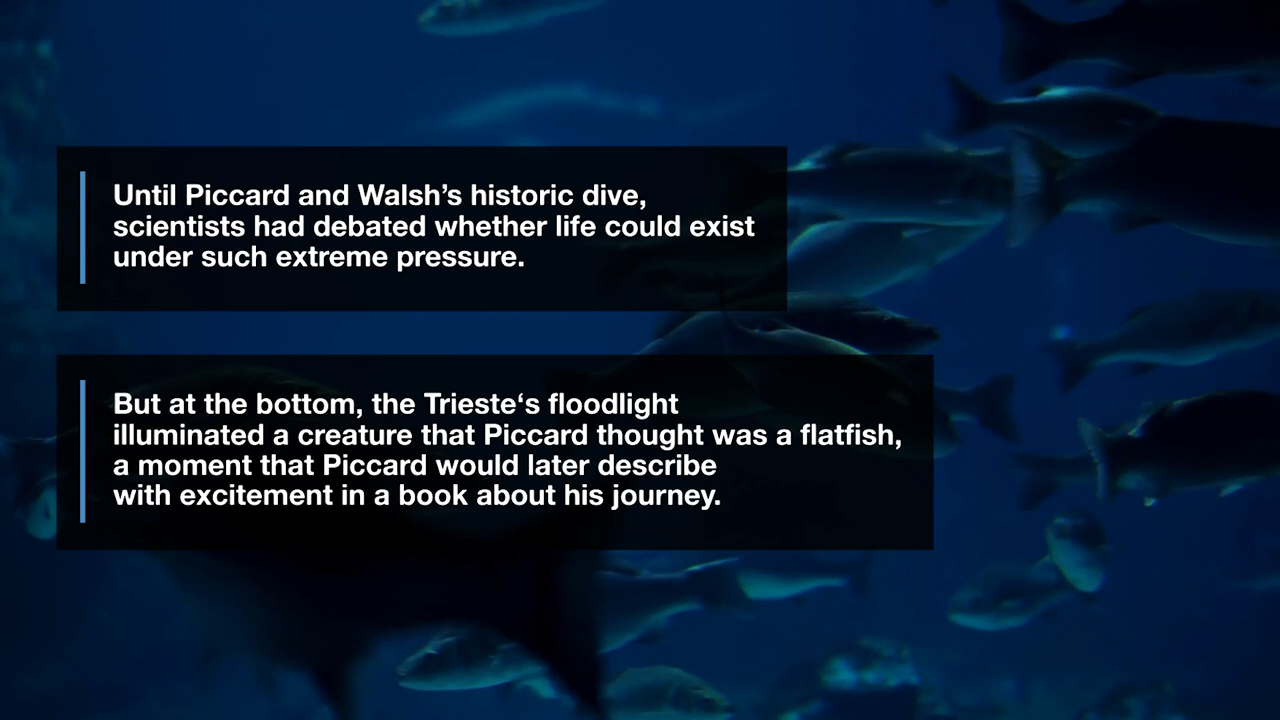 Until Piccard and Walsh’s historic dive,
scientists had debated whether life could exist
under such extreme pressure.
But at the bottom, the Trieste‘s floodlight
illuminated a creature that Piccard thought was a flatfish,
a moment that Piccard would later describe
with excitement in a book about his journey.